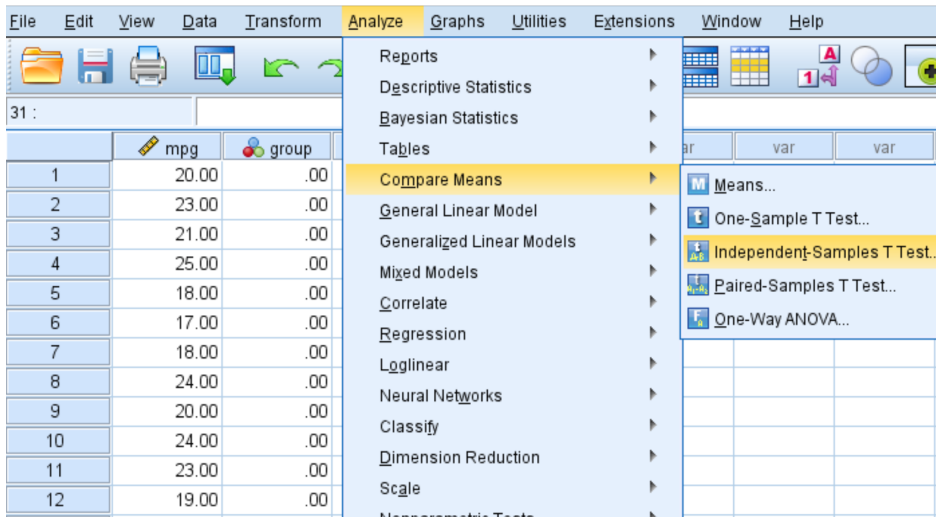 File Edit View Data Transform Analyze Graphs Utilities Extensions Window Help
31 :
mpg group var var var
1 20.00 .00
2 23.00 .00
3 21.00 .00
4 25.00 .00
5 18.00 .00
6 17.00 .00
7 18.00 .00
8 24.00 .00
9 20.00 .00
10 24.00 .00
11 23.00 .00
12 19.00 .00
Reports
Descriptive Statistics
Bayesian Statistics
Tables
Compare Means
General Linear Model
Generalized Linear Models
Mixed Models
Correlate
Regression
Loglinear
Neural Networks
Classify
Dimension Reduction
Scale
Nonparametric Tests
Means...
One-Sample T Test...
Independent-Samples T Test..
Paired-Samples T Test...
One-Way ANOVA...